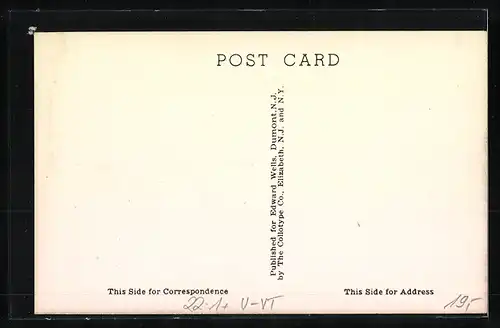 POST CARD
Published for Edward Wells, Dumont, N.J.
by The Collotype Co., Elizabeth, N.J. and N.Y.
This Side for Correspondence
This Side for Address
22:1+ V-VT
19,-